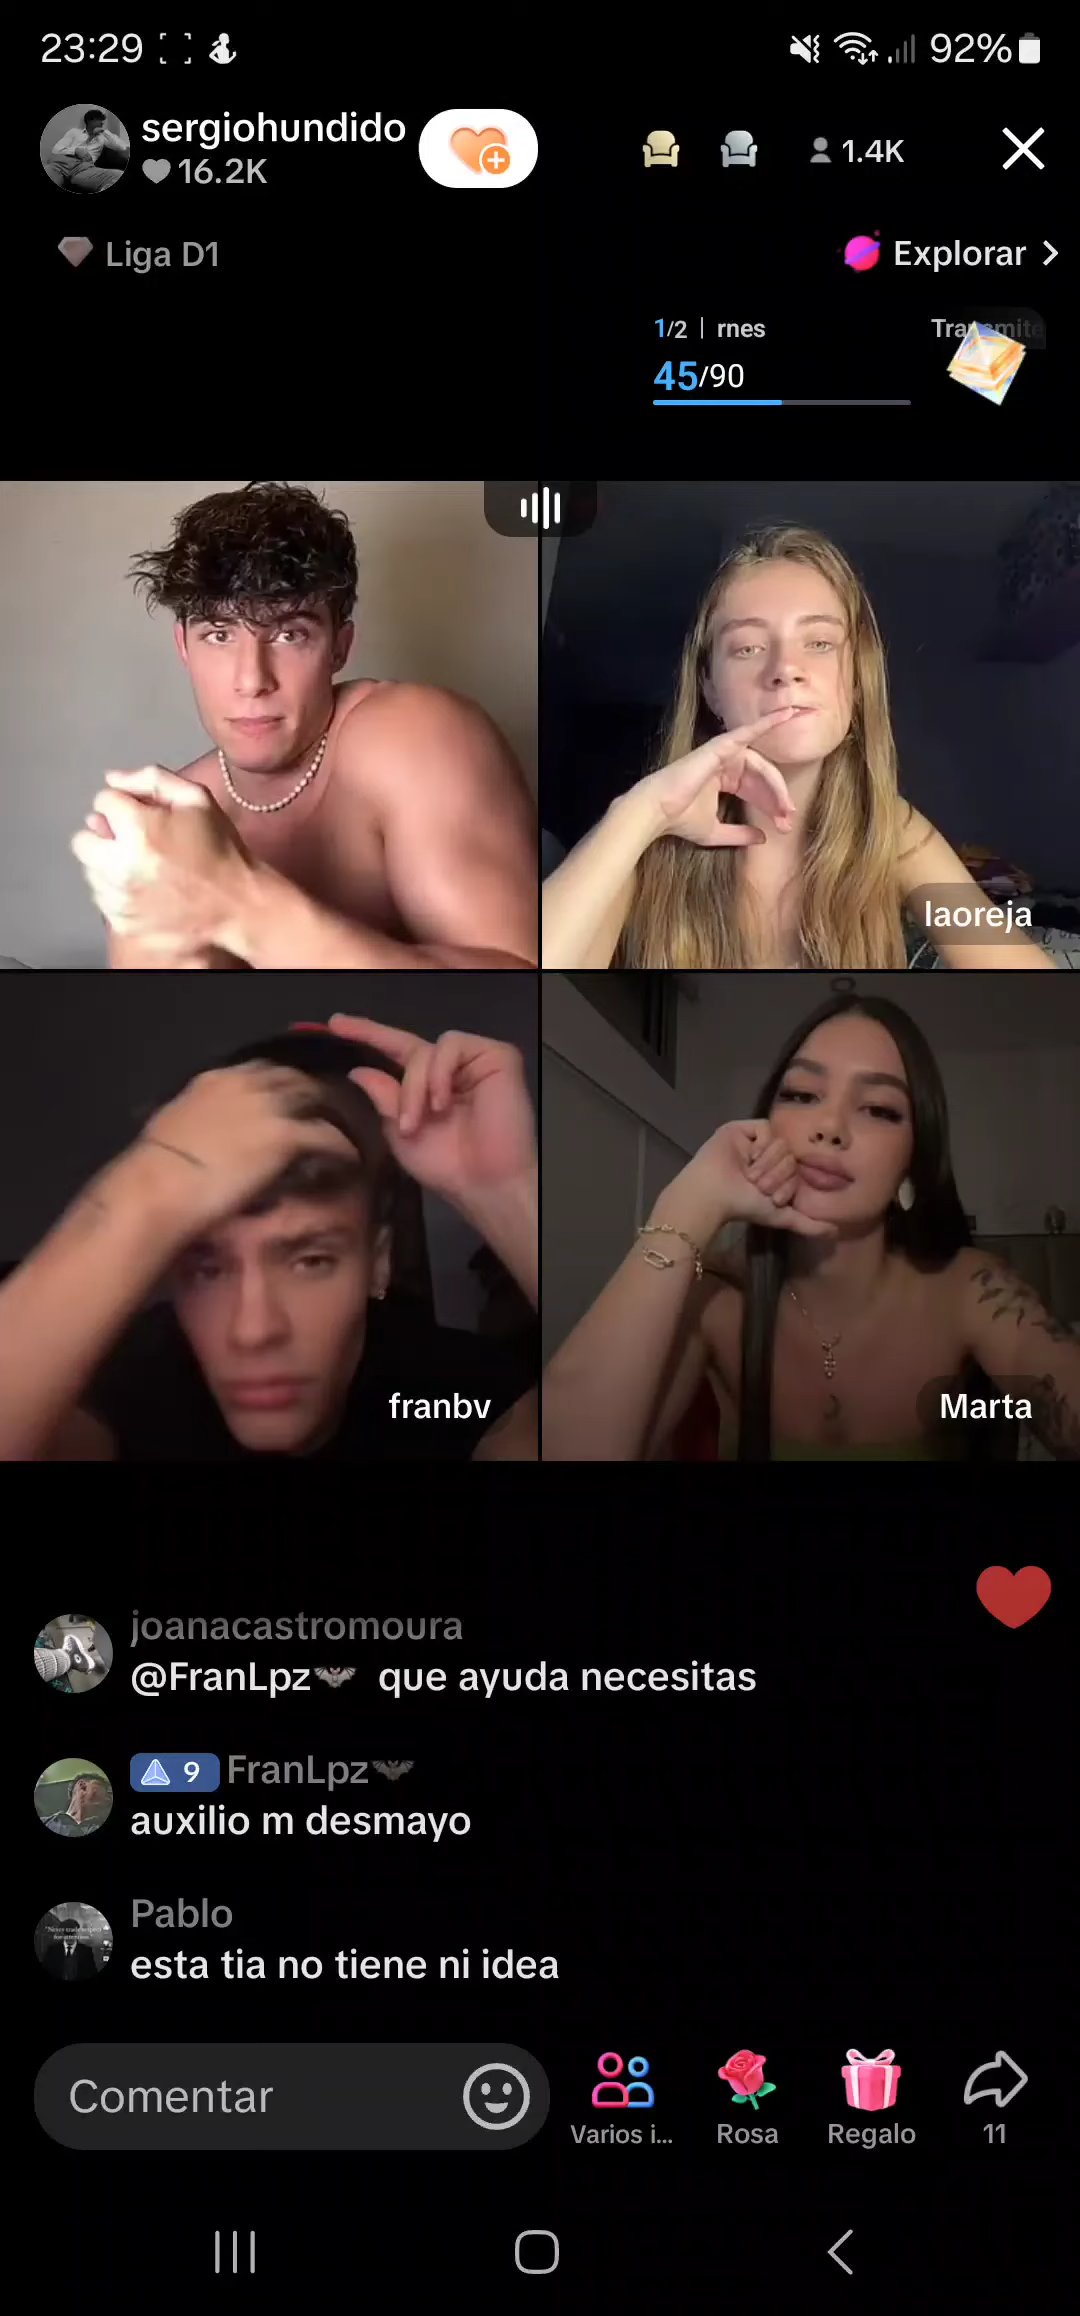 23:29
92%
sergiohundido
16.2K
1.4K
Liga D1
Explorar
1/2 | rnes
45/90
laoreja
franbv
Marta
joanacastromoura
@FranLpz🦇 que ayuda necesitas
9 FranLpz🦇
auxilio m desmayo
Pablo
esta tia no tiene ni idea
Comentar
Varios i...
Rosa
Regalo
11